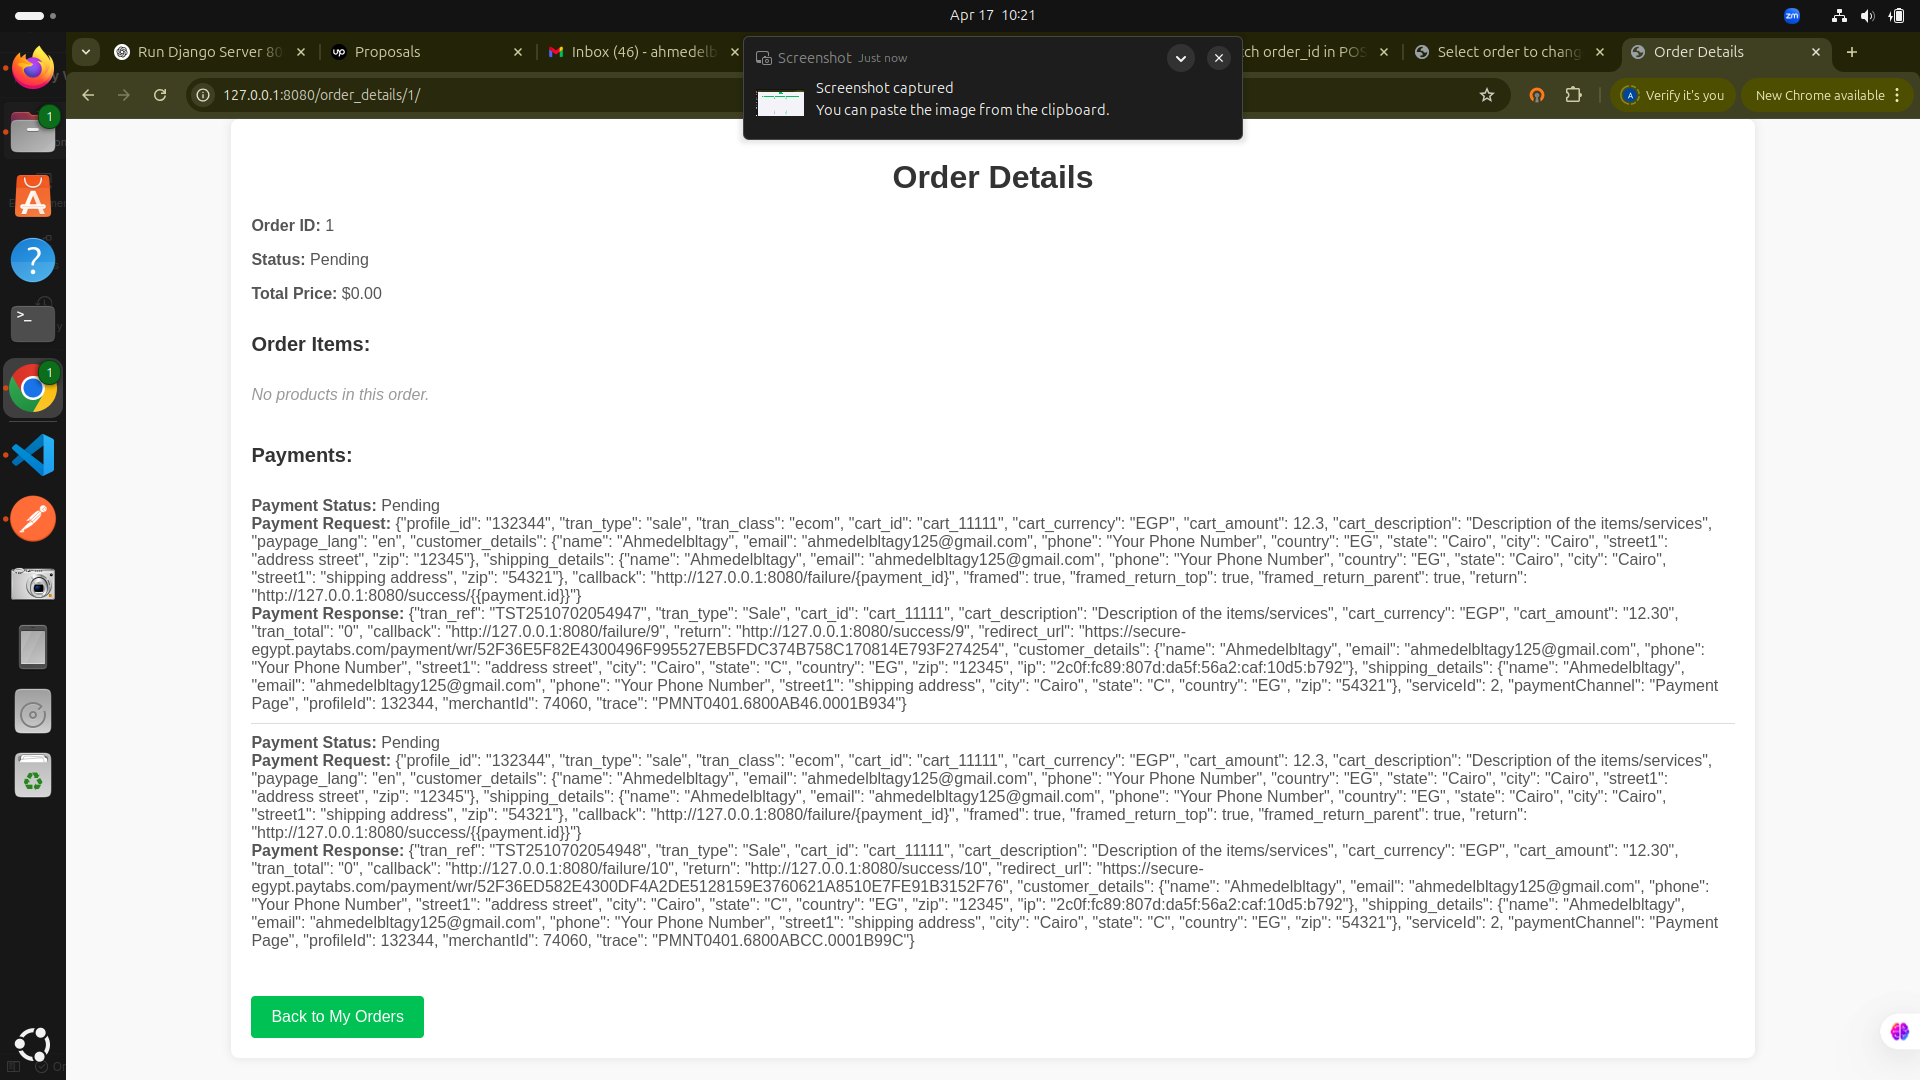 Apr 17 10:21
zm
Run Django Server 80
Proposals
Inbox (46) - ahmedelb
tch order_id in POS
Select order to chang
Order Details
127.0.0.1:8080/order_details/1/
A
Verify it's you
New Chrome available
Screenshot Just now
Screenshot captured
You can paste the image from the clipboard.
1
1
Order Details
Order ID: 1
Status: Pending
Total Price: $0.00
Order Items:
No products in this order.
Payments:
Payment Status: Pending
Payment Request: {"profile_id": "132344", "tran_type": "sale", "tran_class": "ecom", "cart_id": "cart_11111", "cart_currency": "EGP", "cart_amount": 12.3, "cart_description": "Description of the items/services",
"paypage_lang": "en", "customer_details": {"name": "Ahmedelbltagy", "email": "ahmedelbltagy125@gmail.com", "phone": "Your Phone Number", "country": "EG", "state": "Cairo", "city": "Cairo", "street1":
"address street", "zip": "12345"}, "shipping_details": {"name": "Ahmedelbltagy", "email": "ahmedelbltagy125@gmail.com", "phone": "Your Phone Number", "country": "EG", "state": "Cairo", "city": "Cairo",
"street1": "shipping address", "zip": "54321"}, "callback": "http://127.0.0.1:8080/failure/{payment_id}", "framed": true, "framed_return_top": true, "framed_return_parent": true, "return":
"http://127.0.0.1:8080/success/{{payment.id}}"}
Payment Response: {"tran_ref": "TST2510702054947", "tran_type": "Sale", "cart_id": "cart_11111", "cart_description": "Description of the items/services", "cart_currency": "EGP", "cart_amount": "12.30",
"tran_total": "0", "callback": "http://127.0.0.1:8080/failure/9", "return": "http://127.0.0.1:8080/success/9", "redirect_url": "https://secure-
egypt.paytabs.com/payment/wr/52F36E5F82E4300496F995527EB5FDC374B758C170814E793F274254", "customer_details": {"name": "Ahmedelbltagy", "email": "ahmedelbltagy125@gmail.com", "phone":
"Your Phone Number", "street1": "address street", "city": "Cairo", "state": "C", "country": "EG", "zip": "12345", "ip": "2c0f:fc89:807d:da5f:56a2:caf:10d5:b792"}, "shipping_details": {"name": "Ahmedelbltagy",
"email": "ahmedelbltagy125@gmail.com", "phone": "Your Phone Number", "street1": "shipping address", "city": "Cairo", "state": "C", "country": "EG", "zip": "54321"}, "serviceId": 2, "paymentChannel": "Payment
Page", "profileId": 132344, "merchantId": 74060, "trace": "PMNT0401.6800AB46.0001B934"}
Payment Status: Pending
Payment Request: {"profile_id": "132344", "tran_type": "sale", "tran_class": "ecom", "cart_id": "cart_11111", "cart_currency": "EGP", "cart_amount": 12.3, "cart_description": "Description of the items/services",
"paypage_lang": "en", "customer_details": {"name": "Ahmedelbltagy", "email": "ahmedelbltagy125@gmail.com", "phone": "Your Phone Number", "country": "EG", "state": "Cairo", "city": "Cairo", "street1":
"address street", "zip": "12345"}, "shipping_details": {"name": "Ahmedelbltagy", "email": "ahmedelbltagy125@gmail.com", "phone": "Your Phone Number", "country": "EG", "state": "Cairo", "city": "Cairo",
"street1": "shipping address", "zip": "54321"}, "callback": "http://127.0.0.1:8080/failure/{payment_id}", "framed": true, "framed_return_top": true, "framed_return_parent": true, "return":
"http://127.0.0.1:8080/success/{{payment.id}}"}
Payment Response: {"tran_ref": "TST2510702054948", "tran_type": "Sale", "cart_id": "cart_11111", "cart_description": "Description of the items/services", "cart_currency": "EGP", "cart_amount": "12.30",
"tran_total": "0", "callback": "http://127.0.0.1:8080/failure/10", "return": "http://127.0.0.1:8080/success/10", "redirect_url": "https://secure-
egypt.paytabs.com/payment/wr/52F36ED582E4300DF4A2DE5128159E3760621A8510E7FE91B3152F76", "customer_details": {"name": "Ahmedelbltagy", "email": "ahmedelbltagy125@gmail.com", "phone":
"Your Phone Number", "street1": "address street", "city": "Cairo", "state": "C", "country": "EG", "zip": "12345", "ip": "2c0f:fc89:807d:da5f:56a2:caf:10d5:b792"}, "shipping_details": {"name": "Ahmedelbltagy",
"email": "ahmedelbltagy125@gmail.com", "phone": "Your Phone Number", "street1": "shipping address", "city": "Cairo", "state": "C", "country": "EG", "zip": "54321"}, "serviceId": 2, "paymentChannel": "Payment
Page", "profileId": 132344, "merchantId": 74060, "trace": "PMNT0401.6800ABCC.0001B99C"}
Back to My Orders